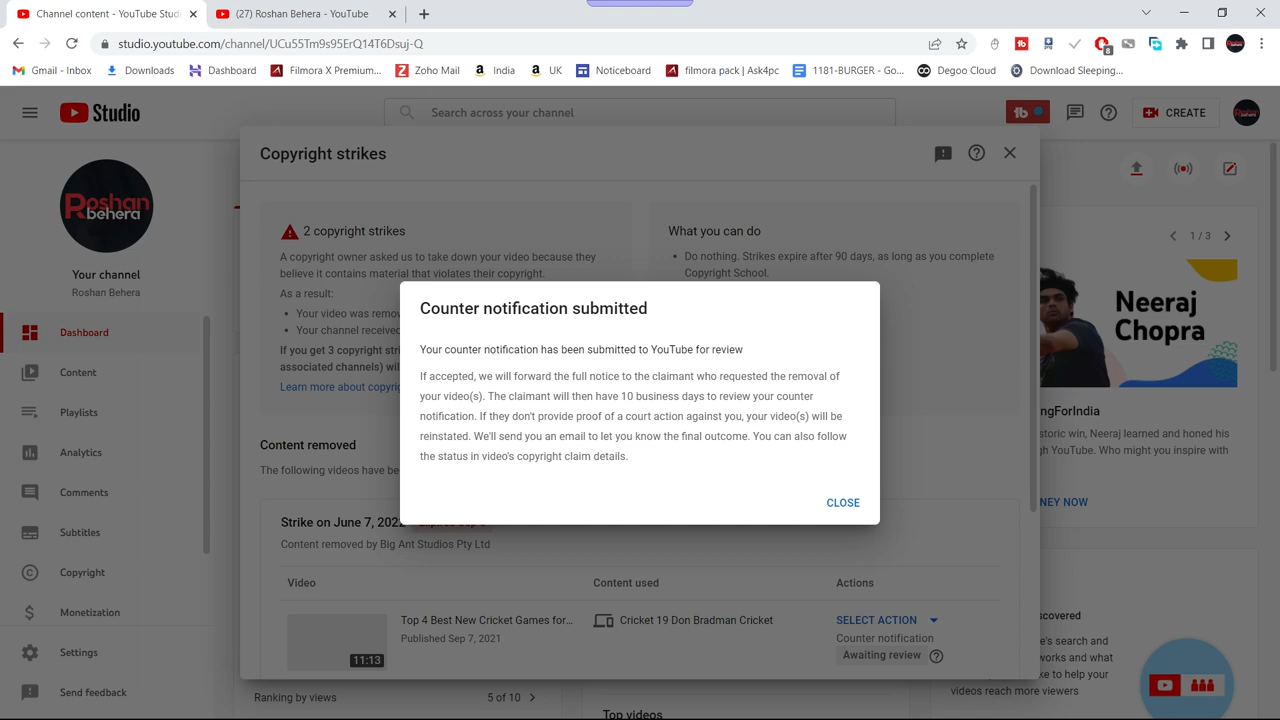 Channel content - YouTube Studi
(27) Roshan Behera - YouTube
studio.youtube.com/channel/UCu55Tm9s95ErQ14T6Dsuj-Q
8
Gmail - Inbox
Downloads
Dashboard
Filmora X Premium...
Zoho Mail
India
UK
Noticeboard
filmora pack | Ask4pc
1181-BURGER - Go...
Degoo Cloud
Download Sleeping...
Studio
Search across your channel
tb
CREATE
Copyright strikes
Roshan
behera
Your channel
Roshan Behera
Dashboard
Content
Playlists
Analytics
Comments
Subtitles
Copyright
Monetization
Settings
Send feedback
2 copyright strikes
A copyright owner asked us to take down your video because they
believe it contains material that violates their copyright.
As a result:
Your video was remov
Your channel received
If you get 3 copyright stri
associated channels) wil
Learn more about copyrig
What you can do
Do nothing. Strikes expire after 90 days, as long as you complete
Copyright School.
Counter notification submitted
Your counter notification has been submitted to YouTube for review
If accepted, we will forward the full notice to the claimant who requested the removal of
your video(s). The claimant will then have 10 business days to review your counter
notification. If they don't provide proof of a court action against you, your video(s) will be
reinstated. We'll send you an email to let you know the final outcome. You can also follow
the status in video's copyright claim details.
CLOSE
Content removed
The following videos have be
Strike on June 7, 2022
Content removed by Big Ant Studios Pty Ltd
Video
Content used
Actions
11:13
Top 4 Best New Cricket Games for...
Published Sep 7, 2021
Cricket 19 Don Bradman Cricket
SELECT ACTION
Counter notification
Awaiting review
Ranking by views
5 of 10
Top videos
1 / 3
Neeraj
Chopra
ngForIndia
storic win, Neeraj learned and honed his
gh YouTube. Who might you inspire with
NEY NOW
scovered
e's search and
works and what
ke to help your
videos reach more viewers